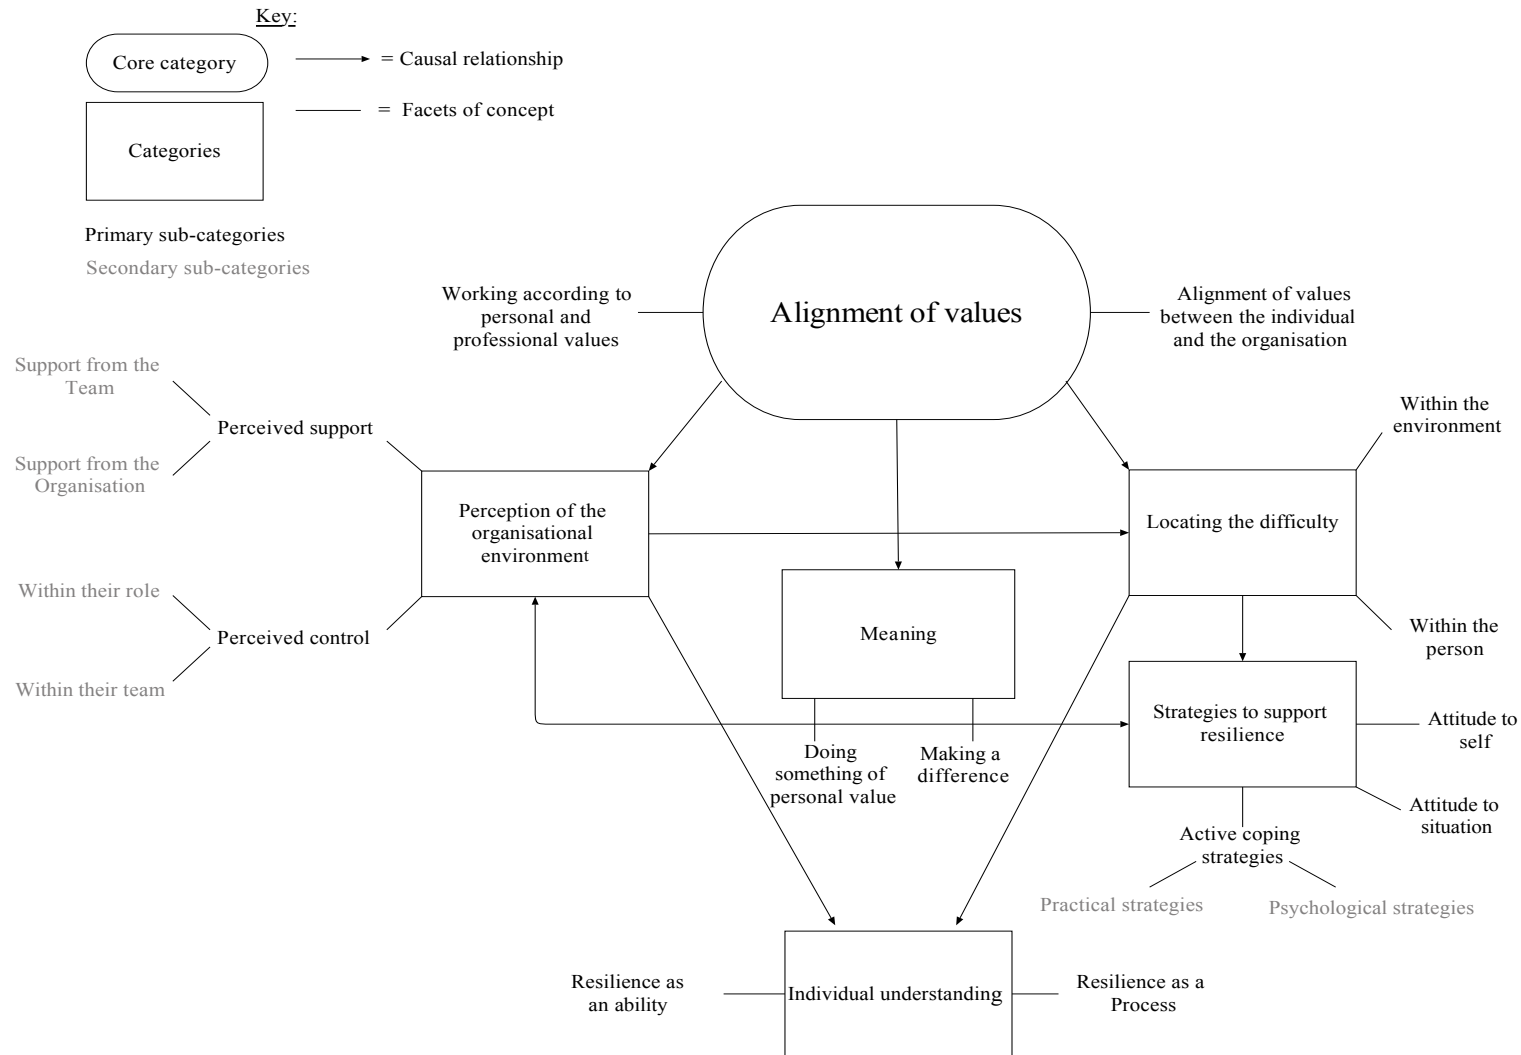 Key:
Core category
= Causal relationship
= Facets of concept
Categories
Primary sub-categories
Secondary sub-categories
Working according to
personal and
professional values
Alignment of values
Alignment of values
between the individual
and the organisation
Support from the
Team
Perceived support
Support from the
Organisation
Within their role
Perceived control
Within their team
Perception of the
organisational
environment
Locating the difficulty
Within the
environment
Within the
person
Meaning
Doing
something of
personal value
Making a
difference
Strategies to support
resilience
Attitude to
self
Attitude to
situation
Active coping
strategies
Practical strategies
Psychological strategies
Resilience as
an ability
Individual understanding
Resilience as a
Process